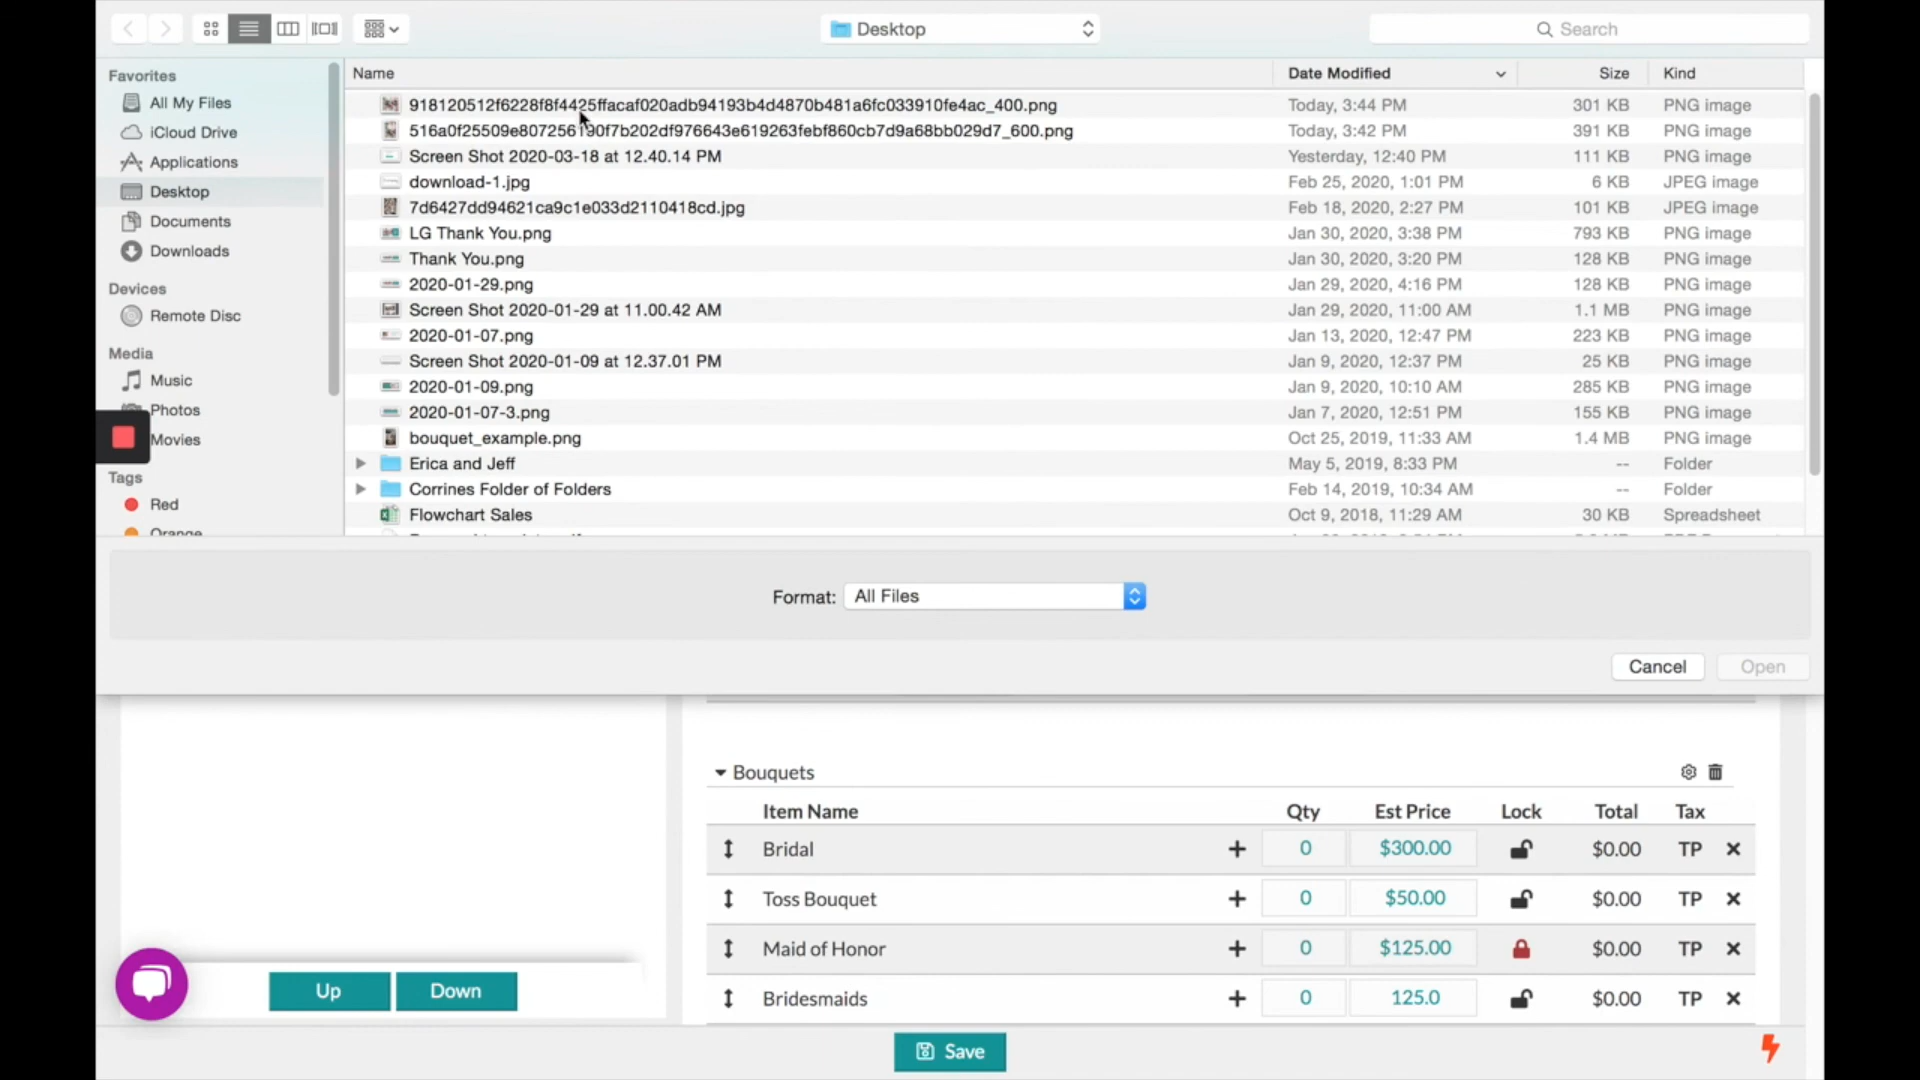 Desktop
Search
Favorites
All My Files
iCloud Drive
Applications
Desktop
Documents
Downloads
Devices
Remote Disc
Media
Music
Photos
Movies
Tags
Red
Orange
Name Date Modified Size Kind
918120512f6228f8f4425ffacaf020adb94193b4d4870b481a6fc033910fe4ac_400.png Today, 3:44 PM 301 KB PNG image
516a0f25509e807256190f7b202df976643e619263febf860cb7d9a68bb029d7_600.png Today, 3:42 PM 391 KB PNG image
Screen Shot 2020-03-18 at 12.40.14 PM Yesterday, 12:40 PM 111 KB PNG image
download-1.jpg Feb 25, 2020, 1:01 PM 6 KB JPEG image
7d6427dd94621ca9c1e033d2110418cd.jpg Feb 18, 2020, 2:27 PM 101 KB JPEG image
LG Thank You.png Jan 30, 2020, 3:38 PM 793 KB PNG image
Thank You.png Jan 30, 2020, 3:20 PM 128 KB PNG image
2020-01-29.png Jan 29, 2020, 4:16 PM 128 KB PNG image
Screen Shot 2020-01-29 at 11.00.42 AM Jan 29, 2020, 11:00 AM 1.1 MB PNG image
2020-01-07.png Jan 13, 2020, 12:47 PM 223 KB PNG image
Screen Shot 2020-01-09 at 12.37.01 PM Jan 9, 2020, 12:37 PM 25 KB PNG image
2020-01-09.png Jan 9, 2020, 10:10 AM 285 KB PNG image
2020-01-07-3.png Jan 7, 2020, 12:51 PM 155 KB PNG image
bouquet_example.png Oct 25, 2019, 11:33 AM 1.4 MB PNG image
Erica and Jeff May 5, 2019, 8:33 PM -- Folder
Corrines Folder of Folders Feb 14, 2019, 10:34 AM -- Folder
Flowchart Sales Oct 9, 2018, 11:29 AM 30 KB Spreadsheet
Format: All Files
Cancel Open
Bouquets
Item Name Qty Est Price Lock Total Tax
Bridal 0 $300.00 $0.00 TP
Toss Bouquet 0 $50.00 $0.00 TP
Maid of Honor 0 $125.00 $0.00 TP
Bridesmaids 0 125.0 $0.00 TP
Up Down
Save